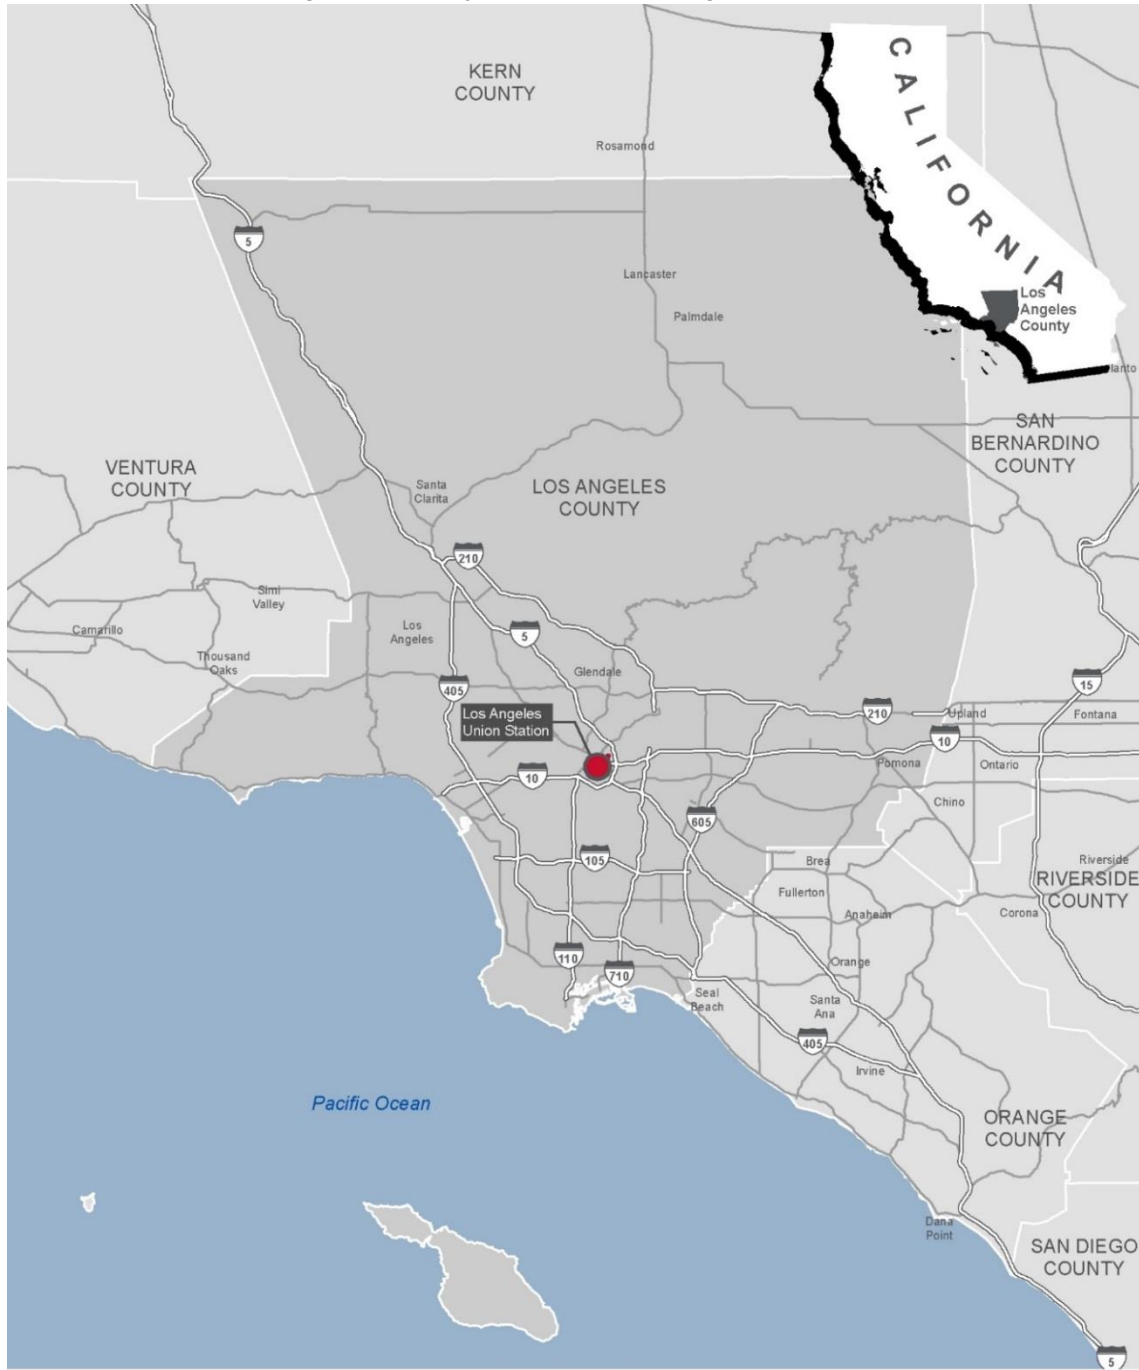 KERN
COUNTY
CALIFORNIA
Rosamond
5
Lancaster
Palmdale
Los
Angeles
County
SAN
BERNARDINO
COUNTY
VENTURA
COUNTY
Santa
Clarita
LOS ANGELES
COUNTY
210
Simi
Valley
Camarillo
Los
Angeles
5
Thousand
Oaks
Glendale
405
15
Los Angeles
Union Station
210
Upland
Fontana
10
10
Pomona
Ontario
Chino
605
105
Brea
Riverside
RIVERSIDE
COUNTY
Fullerton
Anaheim
Corona
110
710
Orange
Seal
Beach
Santa
Ana
405
Irvine
Pacific Ocean
ORANGE
COUNTY
Dana
Point
SAN DIEGO
COUNTY
5